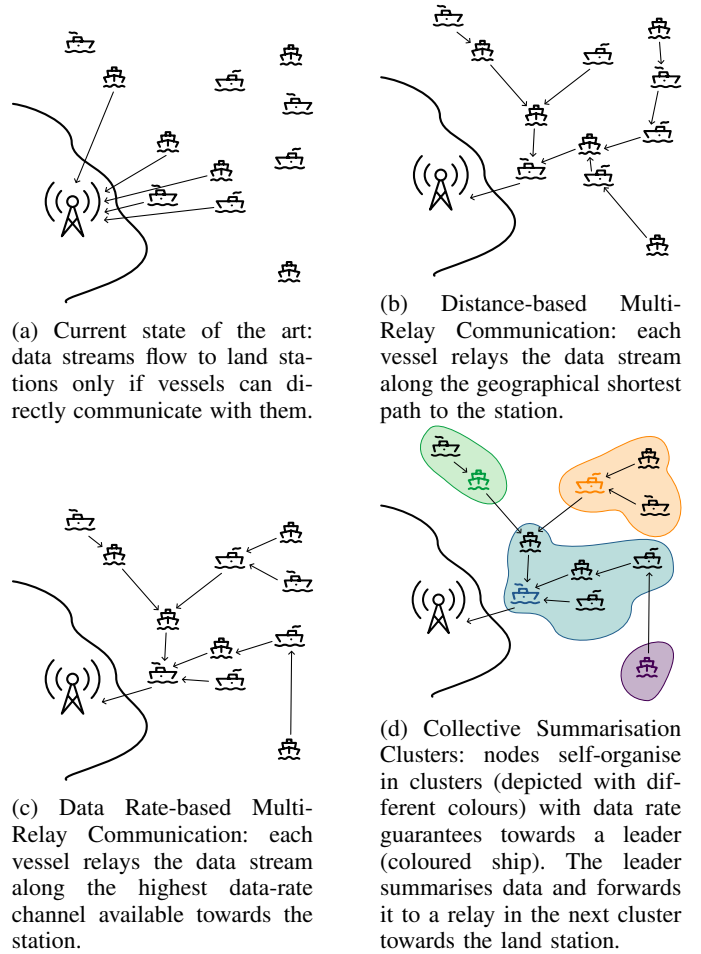 (a) Current state of the art:
data streams flow to land sta-
tions only if vessels can di-
rectly communicate with them.
(b) Distance-based Multi-
Relay Communication: each
vessel relays the data stream
along the geographical shortest
path to the station.
(c) Data Rate-based Multi-
Relay Communication: each
vessel relays the data stream
along the highest data-rate
channel available towards the
station.
(d) Collective Summarisation
Clusters: nodes self-organise
in clusters (depicted with dif-
ferent colours) with data rate
guarantees towards a leader
(coloured ship). The leader
summarises data and forwards
it to a relay in the next cluster
towards the land station.